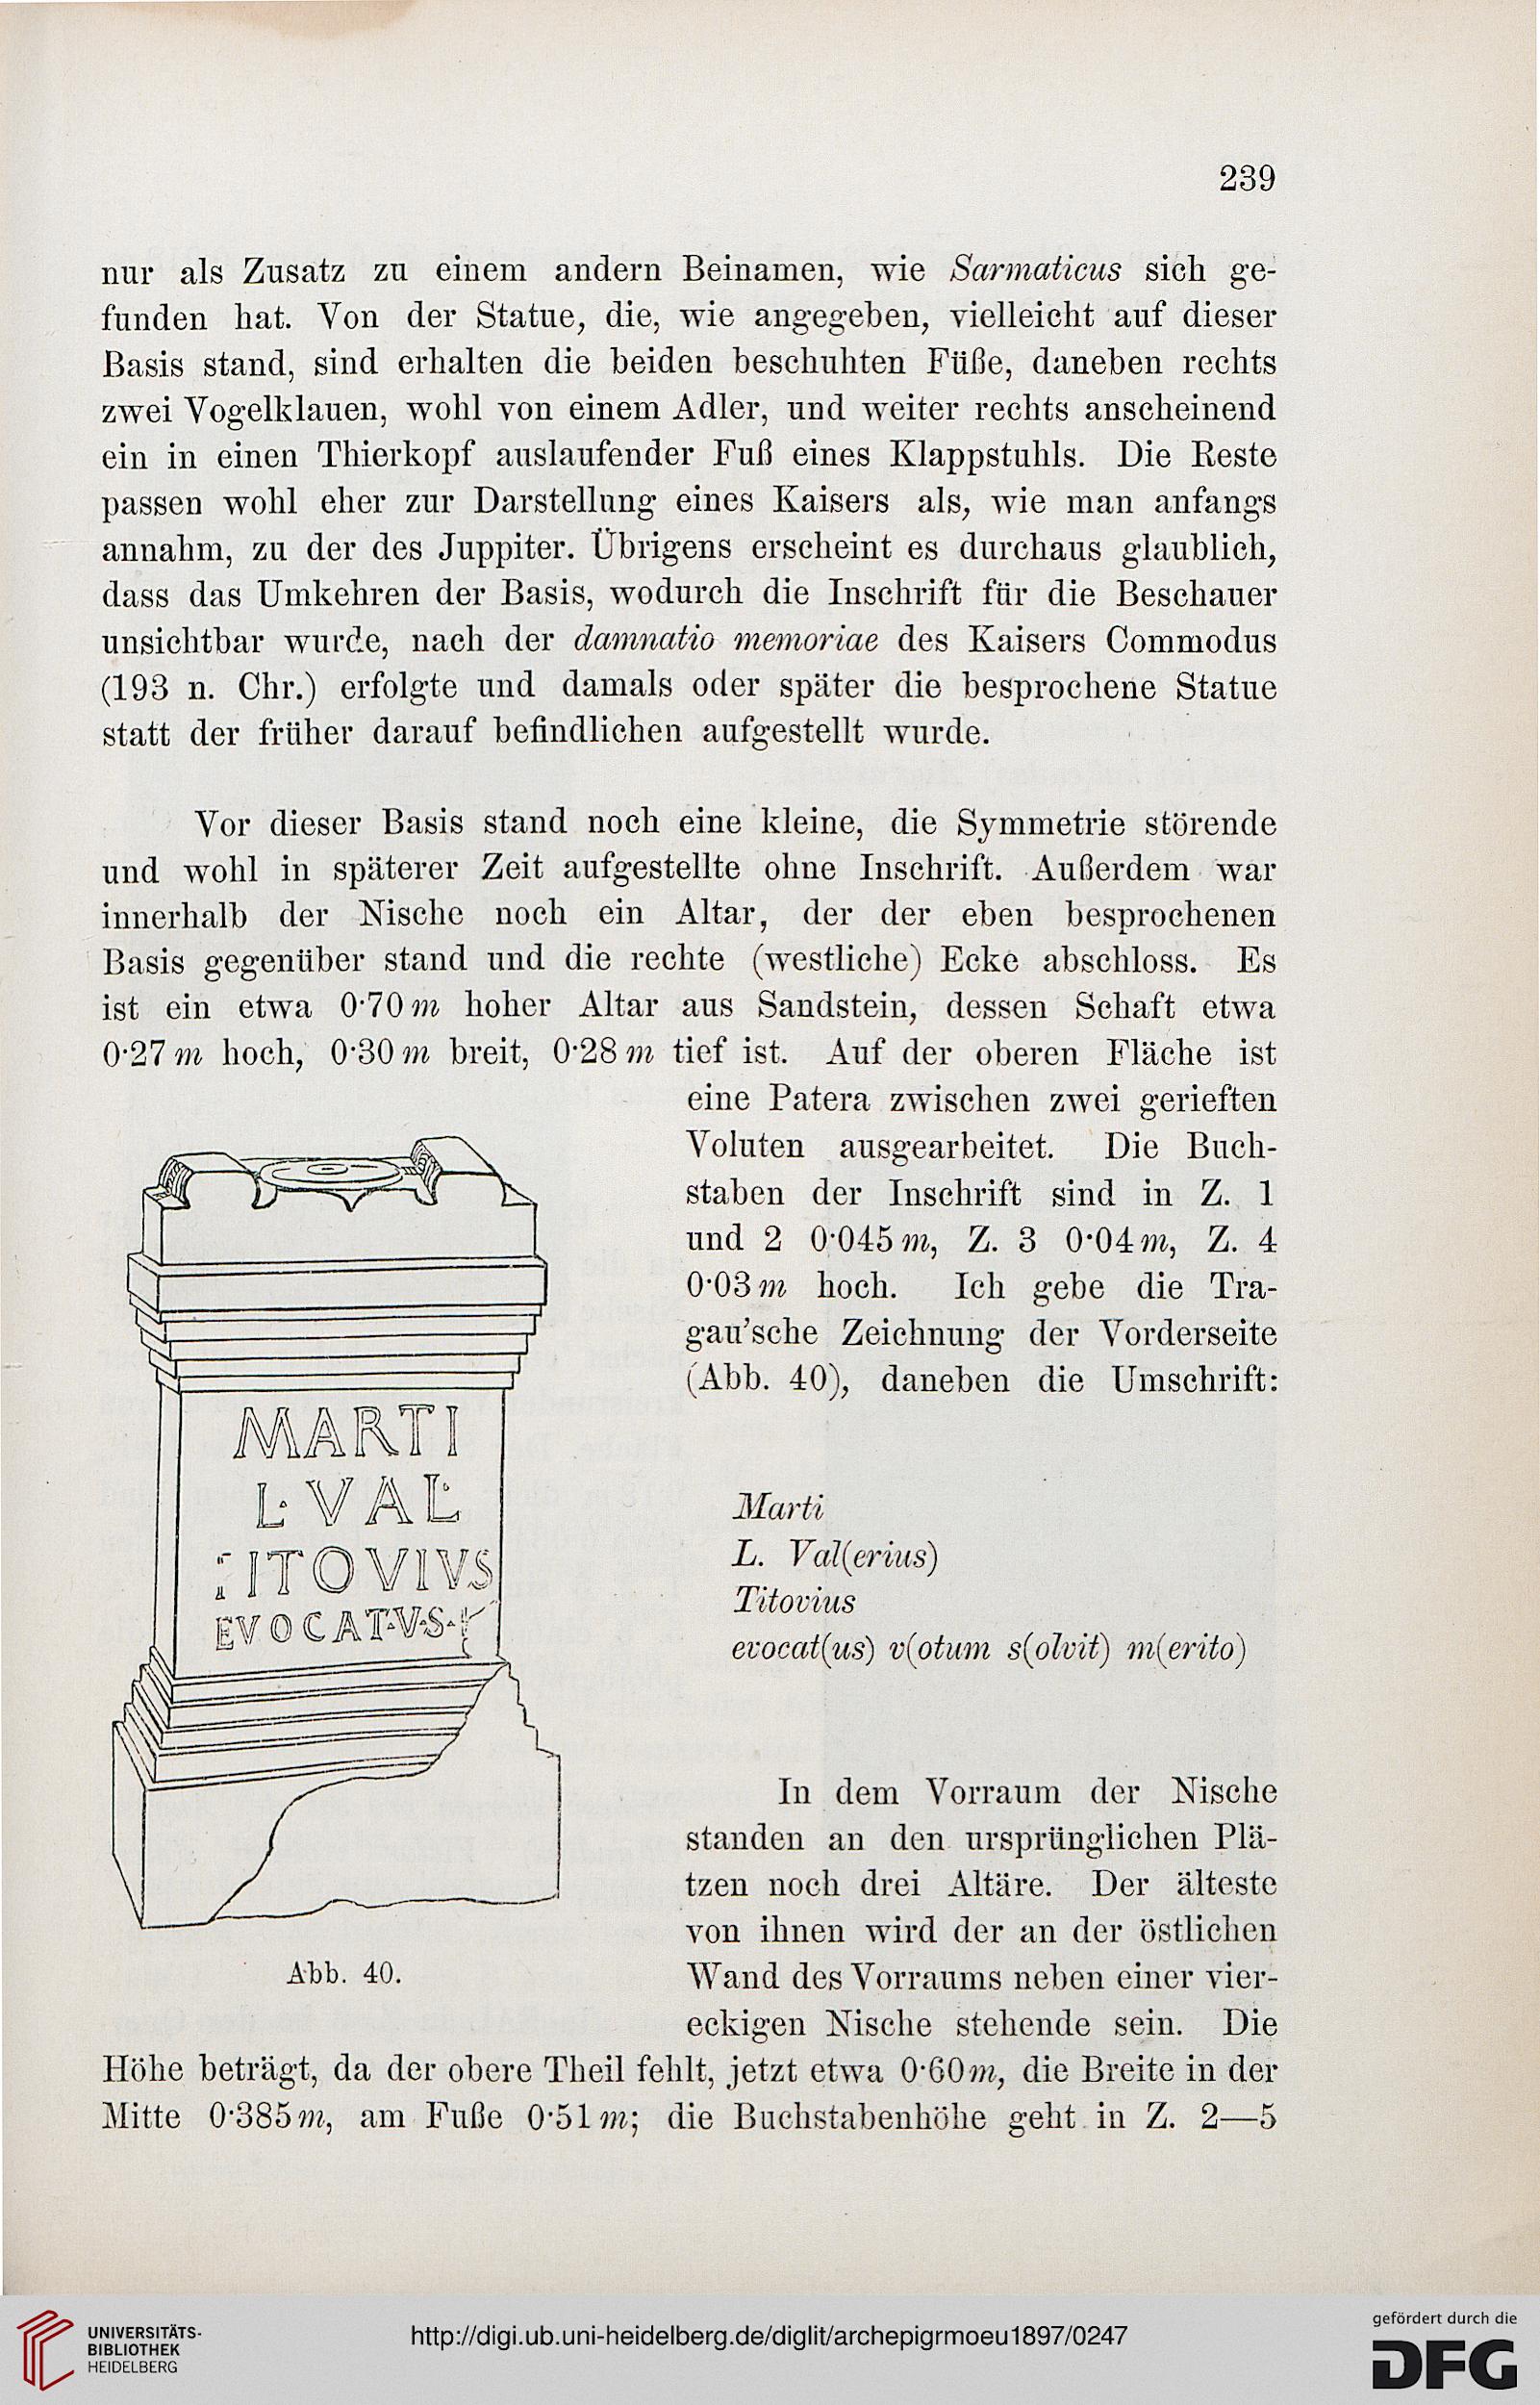 239
nur als Zusatz zu einem andern Beinamen, wie Sarmaticus sich ge-
funden hat. Von der Statue, die, wie angegeben, vielleicht auf dieser
Basis stand, sind erhalten die beiden beschuhten Füße, daneben rechts
zwei Vogelklauen, wohl von einem Adler, und weiter rechts anscheinend
ein in einen Thierkopf auslaufender Fuß eines Klappstuhls. Die Reste
passen wohl eher zur Darstellung eines Kaisers als, wie man anfangs
annahm, zu der des Juppiter. Übrigens erscheint es durchaus glaublich,
dass das Umkehren der Basis, wodurch die Inschrift für die Beschauer
unsichtbar wurde, nach der damnatio memoriae des Kaisers Commodus
(193 n. Chr.) erfolgte und damals oder später die besprochene Statue
statt der früher darauf befindlichen aufgestellt wurde.
Vor dieser Basis stand noch eine kleine, die Symmetrie störende
und wohl in späterer Zeit aufgestellte ohne Inschrift. Außerdem war
innerhalb der Nische noch ein Altar, der der eben besprochenen
Basis gegenüber stand und die rechte (westliche) Ecke abschloss. Es
ist ein etwa 0·70 m hoher Altar aus Sandstein, dessen Schaft etwa
0·27 m hoch, 0·30 m breit, 0·28 m tief ist. Auf der oberen Fläche ist
eine Patera zwischen zwei gerieften
Voluten ausgearbeitet. Die Buch-
staben der Inschrift sind in Z. 1
und 2 0·045 m, Z. 3 0·04 m, Z. 4
0·03 m hoch. Ich gebe die Tra-
gau'sche Zeichnung der Vorderseite
(Abb. 40), daneben die Umschrift:
MARTI
L·VAL·
TITOVIVS
EVOCAT·V·S·
Abb. 40.
Marti
L. Val(erius)
Titovius
evocat(us) v(otum s(olvit) m(erito)
In dem Vorraum der Nische
standen an den ursprünglichen Plä-
tzen noch drei Altäre. Der älteste
von ihnen wird der an der östlichen
Wand des Vorraums neben einer vier-
eckigen Nische stehende sein. Die
Höhe beträgt, da der obere Theil fehlt, jetzt etwa 0·60 m, die Breite in der
Mitte 0·385 m, am Fuße 0·51 m; die Buchstabenhöhe geht in Z. 2—5
UNIVERSITÄTS-
BIBLIOTHEK
HEIDELBERG
http://digi.ub.uni-heidelberg.de/diglit/archepigrmoeu1897/0247
gefördert durch die
DFG